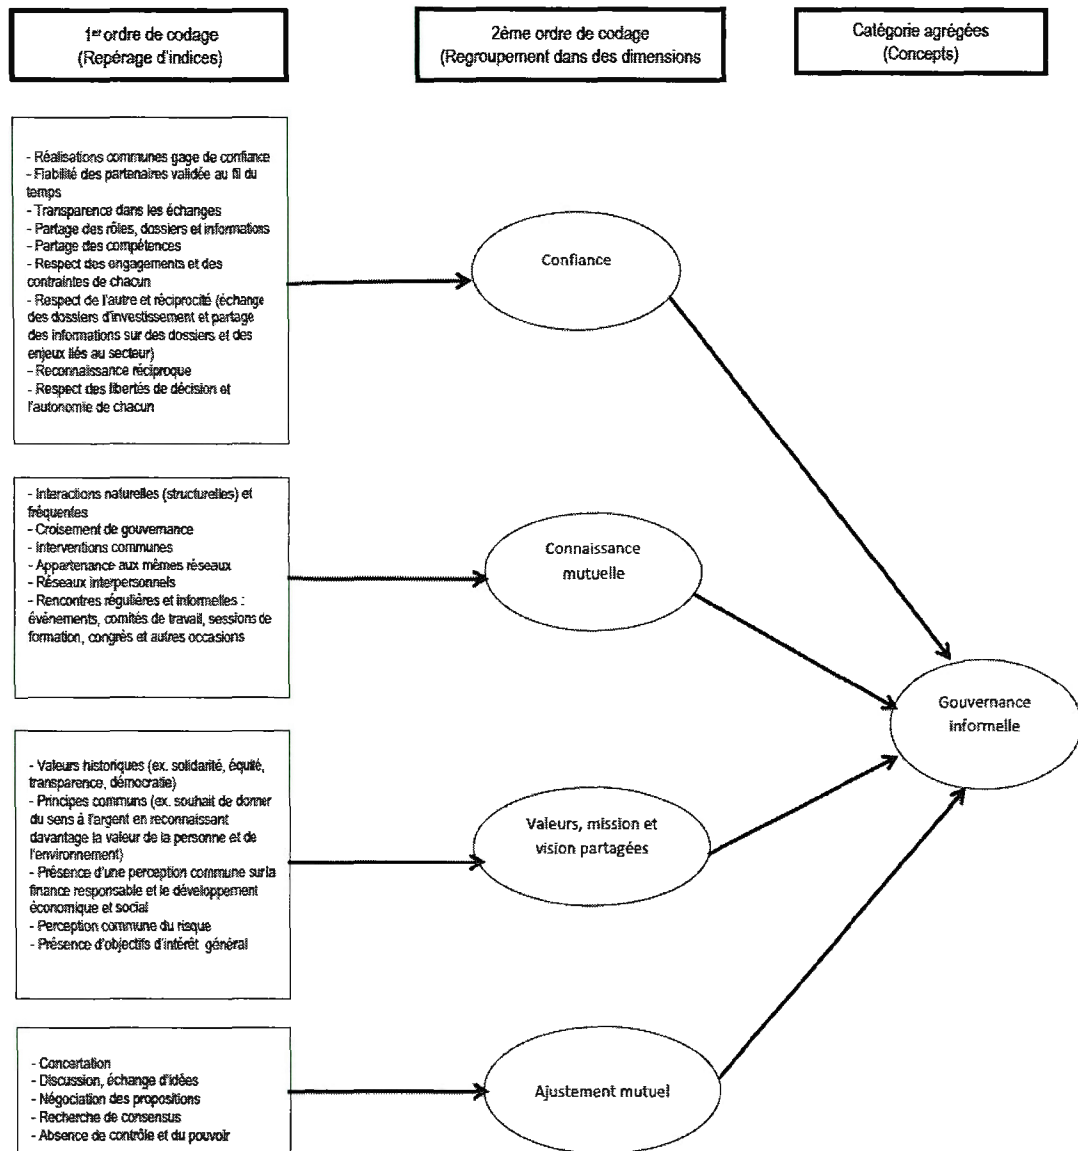 1er ordre de codage
(Repérage d'indices)
2ème ordre de codage
(Regroupement dans des dimensions
Catégorie agrégées
(Concepts)
- Réalisations communes gage de confiance
- Fiabilité des partenaires validée au fil du
temps
- Transparence dans les échanges
- Partage des rôles, dossiers et informations
- Partage des compétences
- Respect des engagements et des
contraintes de chacun
- Respect de l'autre et réciprocité (échange
des dossiers d'investissement et partage
des informations sur des dossiers et des
enjeux liés au secteur)
- Reconnaissance réciproque
- Respect des libertés de décision et
l'autonomie de chacun
Confiance
- Interactions naturelles (structurelles) et
fréquentes
- Croisement de gouvernance
- Interventions communes
- Appartenance aux mêmes réseaux
- Réseaux interpersonnels
- Rencontres régulières et informelles :
événements, comités de travail, sessions de
formation, congrès et autres occasions
Connaissance
mutuelle
Gouvernance
informelle
- Valeurs historiques (ex. solidarité, équité,
transparence, démocratie)
- Principes communs (ex. souhait de donner
du sens à l'argent en reconnaissant
davantage la valeur de la personne et de
l'environnement)
- Présence d'une perception commune sur la
finance responsable et le développement
économique et social
- Perception commune du risque
- Présence d'objectifs d'intérêt général
Valeurs, mission et
vision partagées
- Concertation
- Discussion, échange d'idées
- Négociation des propositions
- Recherche de consensus
- Absence de contrôle et du pouvoir
Ajustement mutuel